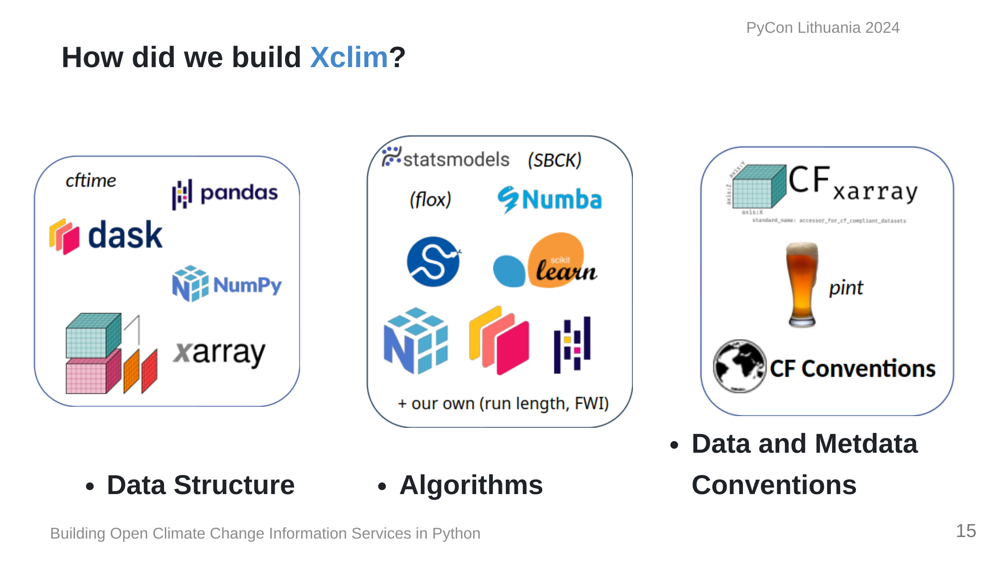 PyCon Lithuania 2024
How did we build Xclim?
cftime
pandas
dask
NumPy
xarray
statsmodels (SBCK)
(flox)
Numba
scikit
learn
N
+ our own (run length, FWI)
axis:Y
axis:Z
axis:X
CF xarray
standard_name: accessor_for_cf_compliant_datasets
pint
CF Conventions
• Data Structure
• Algorithms
• Data and Metdata
Conventions
Building Open Climate Change Information Services in Python
15